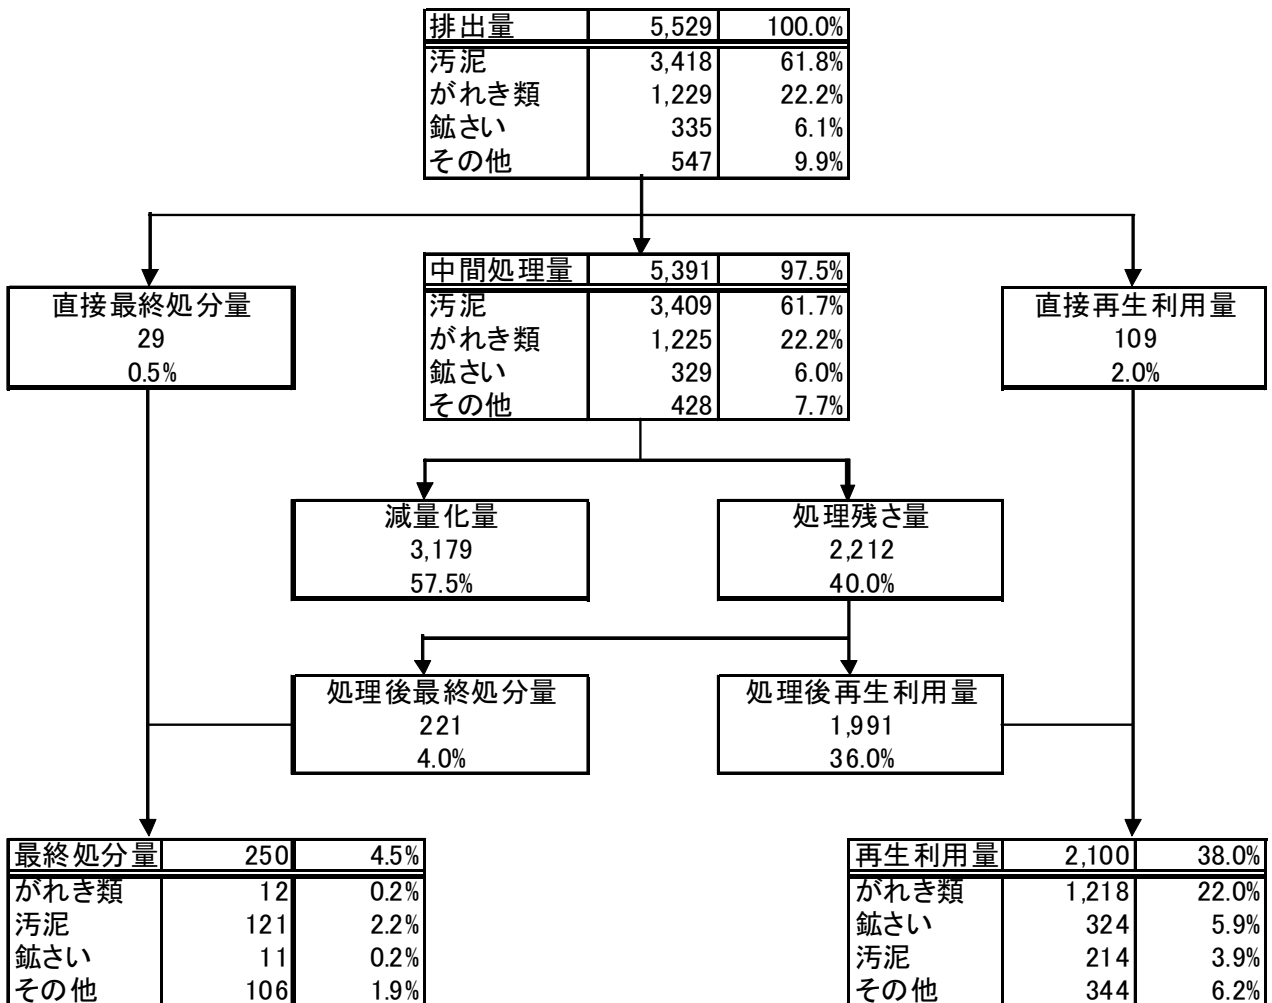 排出量 5,529 100.0%
汚泥 3,418 61.8%
がれき類 1,229 22.2%
鉱さい 335 6.1%
その他 547 9.9%
中間処理量 5,391 97.5%
汚泥 3,409 61.7%
がれき類 1,225 22.2%
鉱さい 329 6.0%
その他 428 7.7%
直接最終処分量
29
0.5%
直接再生利用量
109
2.0%
減量化量
3,179
57.5%
処理残さ量
2,212
40.0%
処理後最終処分量
221
4.0%
処理後再生利用量
1,991
36.0%
最終処分量 250 4.5%
がれき類 12 0.2%
汚泥 121 2.2%
鉱さい 11 0.2%
その他 106 1.9%
再生利用量 2,100 38.0%
がれき類 1,218 22.0%
鉱さい 324 5.9%
汚泥 214 3.9%
その他 344 6.2%